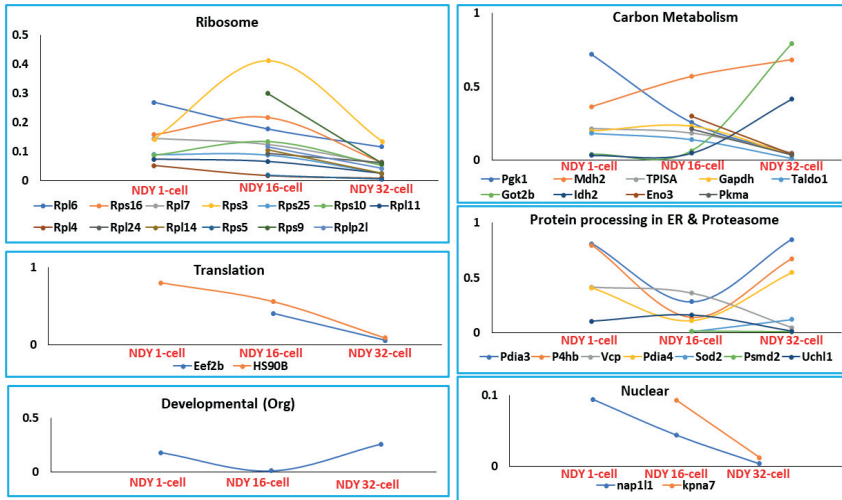 Ribosome
0.5
0.4
0.3
0.2
0.1
0
NDY 1-cell NDY 16-cell NDY 32-cell
Rpl6 Rps16 Rpl7 Rps3 Rps25 Rps10 Rpl11
Rpl4 Rpl24 Rpl14 Rps5 Rps9 Rplp2l
Translation
1
0
NDY 1-cell NDY 16-cell NDY 32-cell
Eef2b HS90B
Developmental (Org)
0.5
0
NDY 1-cell NDY 16-cell NDY 32-cell
Carbon Metabolism
1
0.5
0
NDY 1-cell NDY 16-cell NDY 32-cell
Pgk1 Mdh2 TPISA Gapdh Taldo1
Got2b Idh2 Eno3 Pkma
Protein processing in ER & Proteasome
1
0.5
0
NDY 1-cell NDY 16-cell NDY 32-cell
Pdia3 P4hb Vcp Pdia4 Sod2 Psmd2 Uchl1
Nuclear
0.1
0
NDY 1-cell NDY 16-cell NDY 32-cell
nap1l1 kpna7